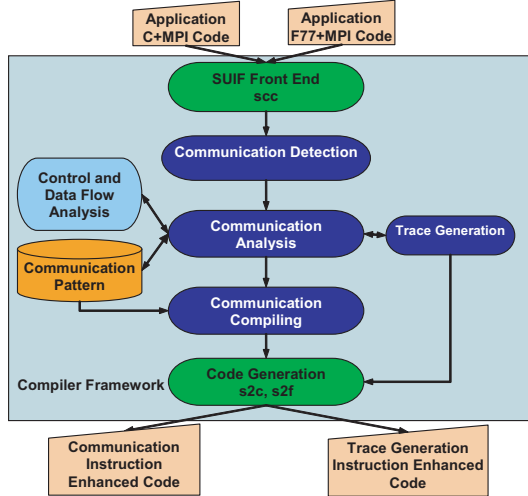 Application
C+MPI Code
Application
F77+MPI Code
SUIF Front End
scc
Communication Detection
Control and
Data Flow
Analysis
Communication
Analysis
Trace Generation
Communication
Pattern
Communication
Compiling
Code Generation
s2c, s2f
Compiler Framework
Communication
Instruction
Enhanced Code
Trace Generation
Instruction Enhanced
Code